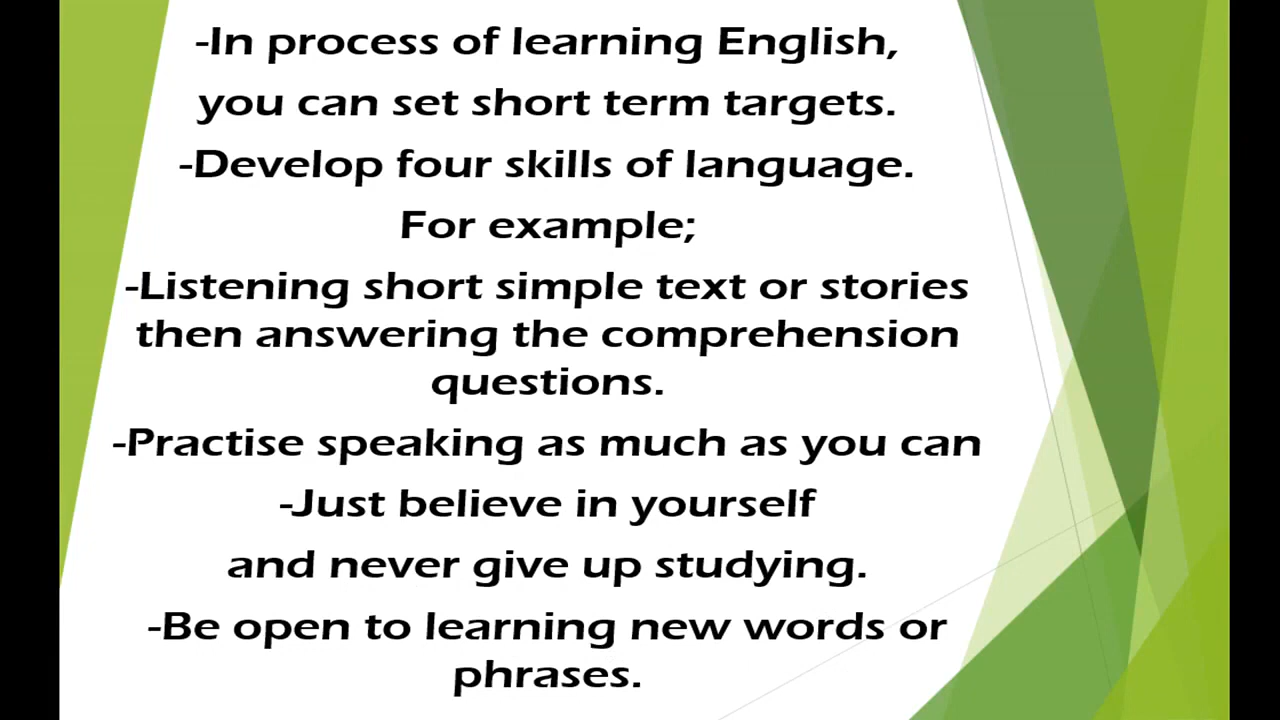 -In process of learning English,
you can set short term targets.
-Develop four skills of language.
For example;
-Listening short simple text or stories
then answering the comprehension
questions.
-Practise speaking as much as you can
-Just believe in yourself
and never give up studying.
-Be open to learning new words or
phrases.